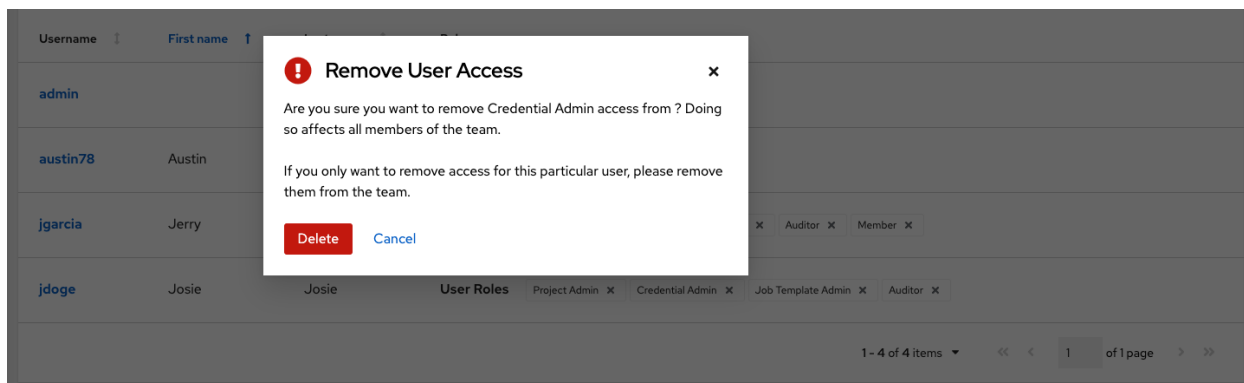 Username First name
Remove User Access
Are you sure you want to remove Credential Admin access from ? Doing
so affects all members of the team.
If you only want to remove access for this particular user, please remove
them from the team.
Delete Cancel
admin
austin78 Austin
jgarcia Jerry Auditor Member
jdoge Josie Josie User Roles Project Admin Credential Admin Job Template Admin Auditor
1 - 4 of 4 items 1 of 1 page